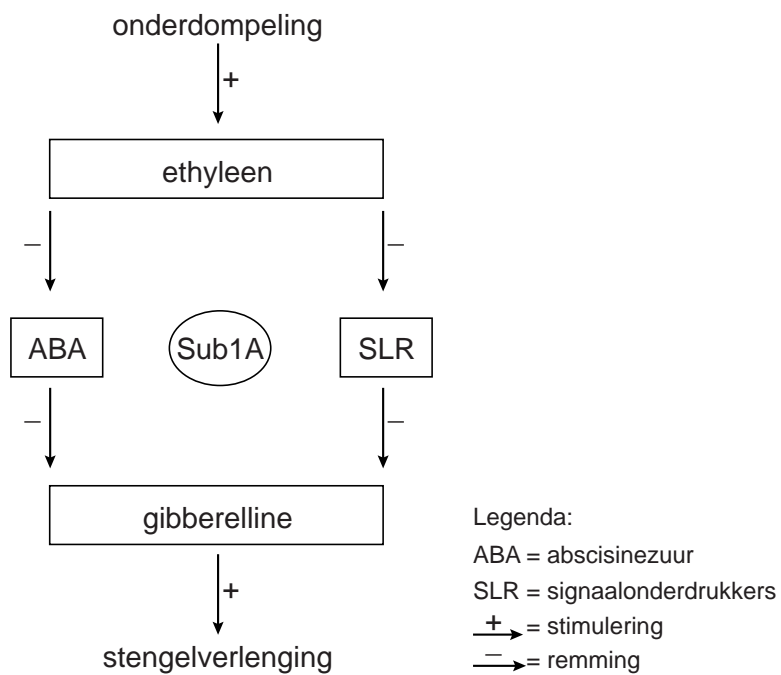 onderdompeling
+
ethyleen
– –
ABA Sub1A SLR
– –
gibberelline
+
stengelverlenging
Legenda:
ABA = abscisinezuur
SLR = signaalonderdrukkers
+ = stimulering
– = remming